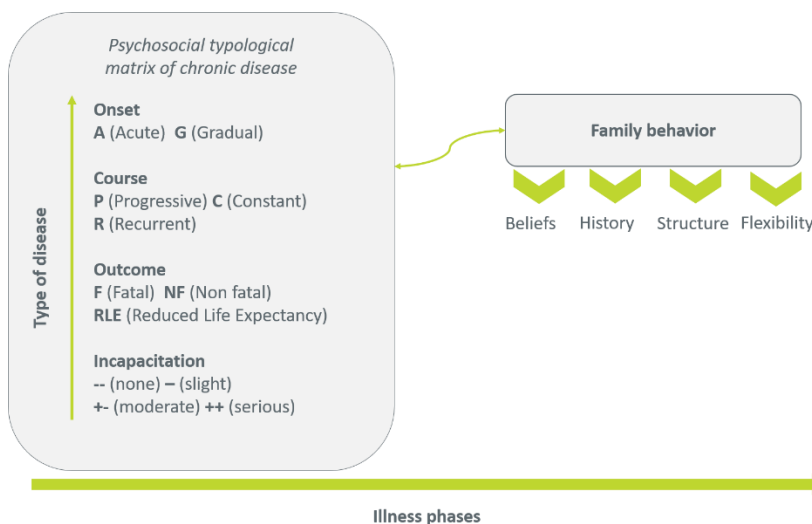 Psychosocial typological
matrix of chronic disease
Type of disease
Onset
A (Acute) G (Gradual)
Course
P (Progressive) C (Constant)
R (Recurrent)
Outcome
F (Fatal) NF (Non fatal)
RLE (Reduced Life Expectancy)
Incapacitation
-- (none) – (slight)
+- (moderate) ++ (serious)
Family behavior
Beliefs History Structure Flexibility
Illness phases